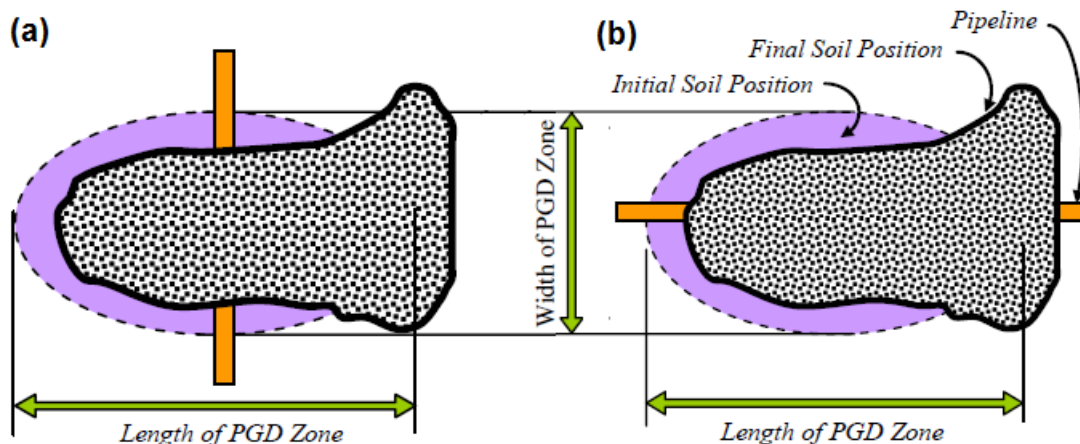 (a)
(b)
Pipeline
Final Soil Position
Initial Soil Position
Width of PGD Zone
Length of PGD Zone
Length of PGD Zone